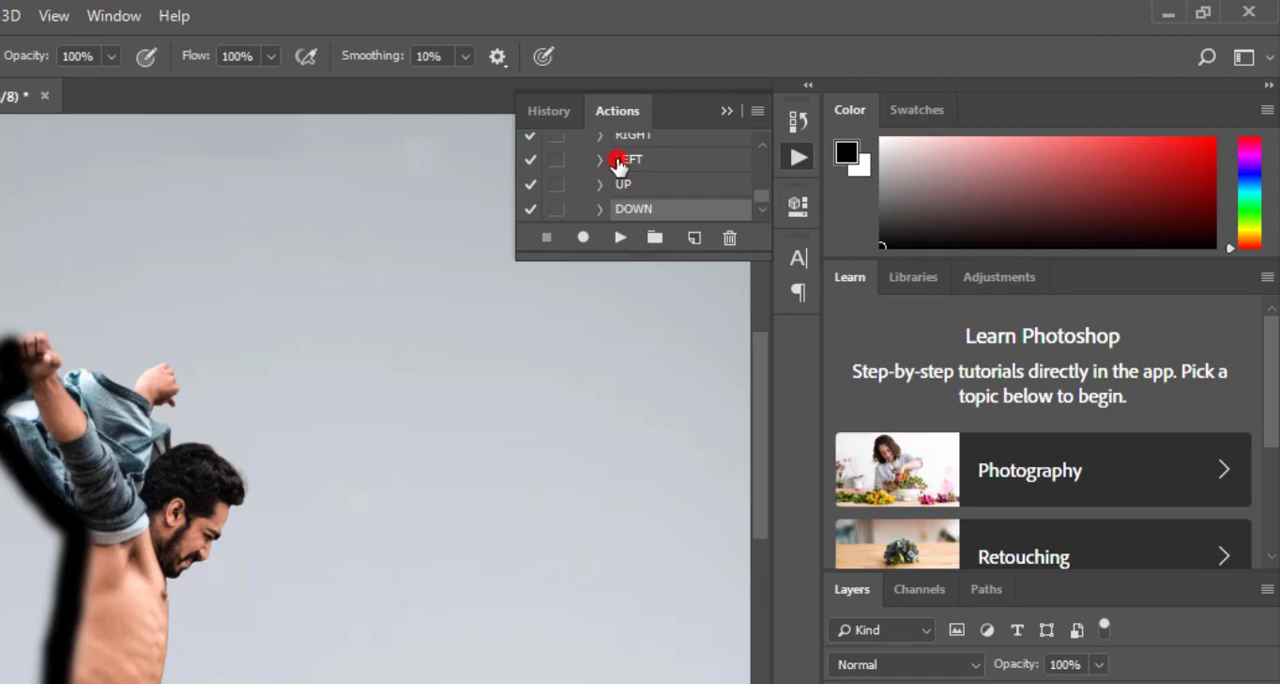 3D View Window Help
Opacity: 100% Flow: 100% Smoothing: 10%
/8) *
History Actions
RIGHT
LEFT
UP
DOWN
Color Swatches
Learn Libraries Adjustments
Learn Photoshop
Step-by-step tutorials directly in the app. Pick a
topic below to begin.
Photography
Retouching
Layers Channels Paths
Kind
Normal Opacity: 100%